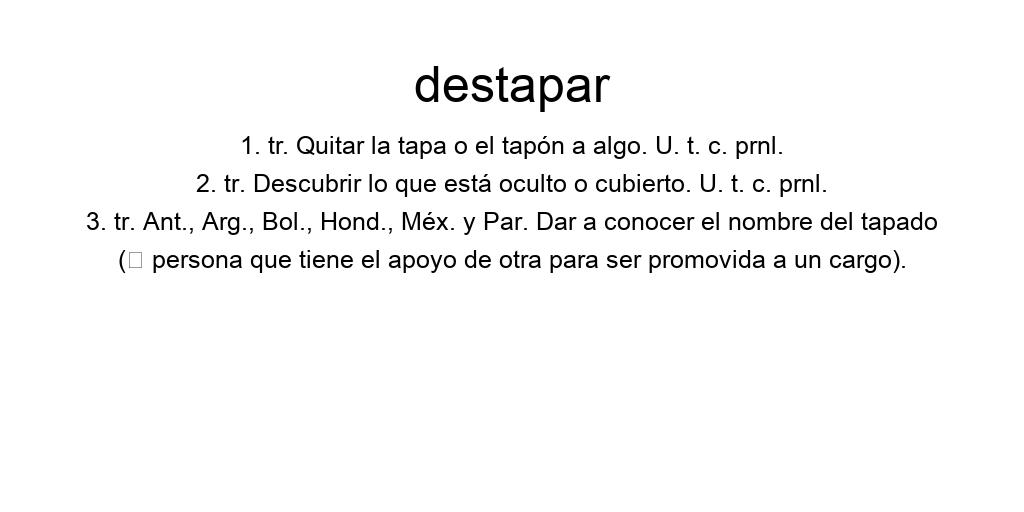 destapar
1. tr. Quitar la tapa o el tapón a algo. U. t. c. prnl.
2. tr. Descubrir lo que está oculto o cubierto. U. t. c. prnl.
3. tr. Ant., Arg., Bol., Hond., Méx. y Par. Dar a conocer el nombre del tapado
(□ persona que tiene el apoyo de otra para ser promovida a un cargo).